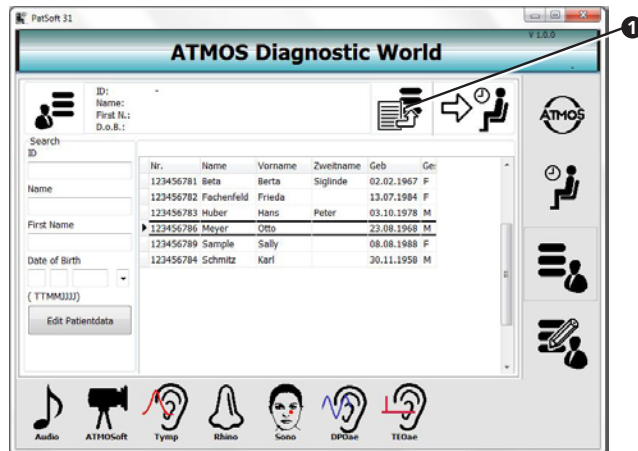 PatSoft 31
V 1.0.0
1
ATMOS Diagnostic World
ID: -
Name:
First N.:
D.o.B.:
ATMOS
Search
ID
Name
First Name
Date of Birth
( TTMMJJJJ)
Edit Patientdata
Nr. Name Vorname Zweitname Geb Ge
123456781 Beta Berta Siglinde 02.02.1967 F
123456782 Fachenfeld Frieda 13.07.1984 F
123456783 Huber Hans Peter 03.10.1978 M
123456786 Meyer Otto 23.08.1968 M
123456789 Sample Sally 08.08.1988 F
123456784 Schmitz Karl 30.11.1958 M
Audio ATMOSoft Tymp Rhino Sono DPOae TEOae